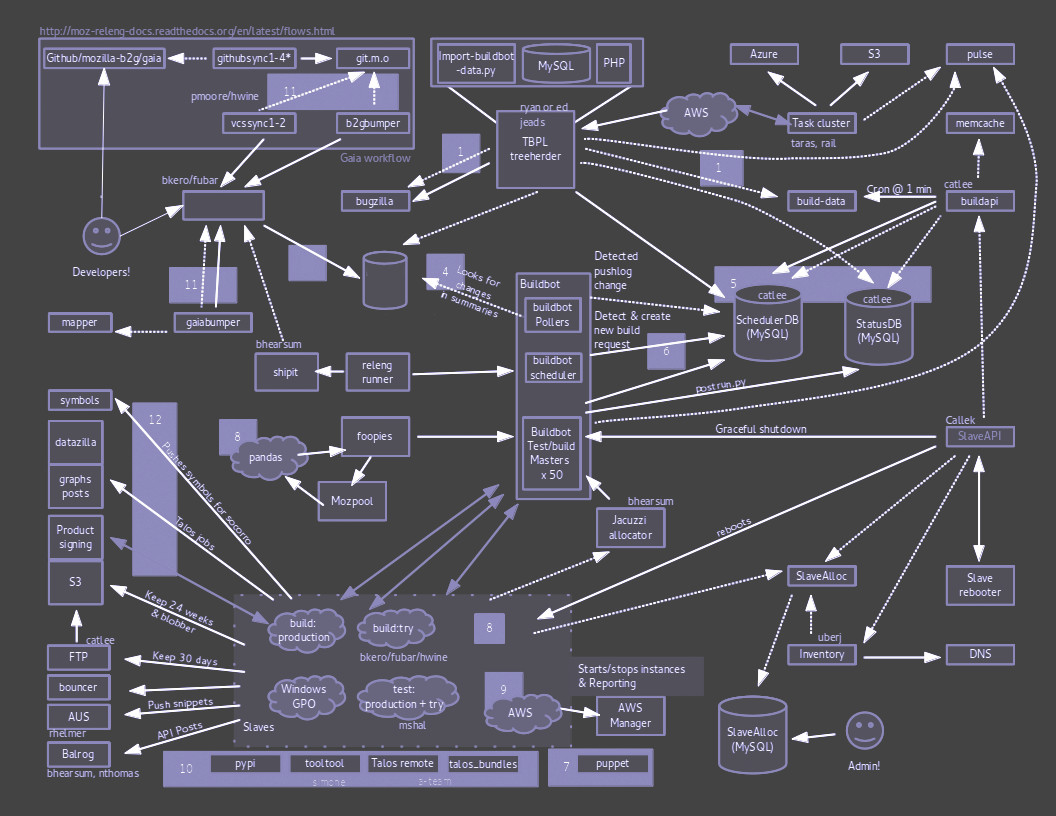 http://moz-releng-docs.readthedocs.org/en/latest/flows.html
Github/mozilla-b2g/gaia
githubsync1-4*
git.m.o
11
pmoore/hwine
vcssync1-2
b2gbumper
Gaia workflow
Import-buildbot
-data.py
MySQL
PHP
ryan or ed
jeads
TBPL
treeherder
AWS
Azure
S3
pulse
Task cluster
taras, rail
memcache
1
1
bkero/fubar
bugzilla
build-data
Cron @ 1 min
catlee
buildapi
Developers!
11
mapper
gaiabumper
4
Looks for
changes
in summaries
Buildbot
buildbot
Pollers
Detected
pushlog
change
Detect & create
new build
request
5
catlee
SchedulerDB
(MySQL)
catlee
StatusDB
(MySQL)
6
bhearsum
shipit
releng
runner
buildbot
scheduler
postrun.py
symbols
12
datazilla
graphs
posts
Product
signing
S3
Pushes symbols for socorro
Talos jobs
8
pandas
foopies
Mozpool
Buildbot
Test/build
Masters
x 50
Graceful shutdown
Callek
SlaveAPI
bhearsum
Jacuzzi
allocator
reboots
SlaveAlloc
Slave
rebooter
Keep 24 weeks
& blobber
build:
production
build:try
8
bkero/fubar/hwine
catlee
FTP
Keep 30 days
uberj
Inventory
DNS
bouncer
Windows
GPO
test:
production + try
9
AWS
Starts/stops instances
& Reporting
AWS
Manager
AUS
Push snippets
rhelmer
mshal
Slaves
API Posts
Balrog
bhearsum, nthomas
SlaveAlloc
(MySQL)
Admin!
10
pypi
tooltool
Talos remote
talos_bundles
simone
a-team
7
puppet